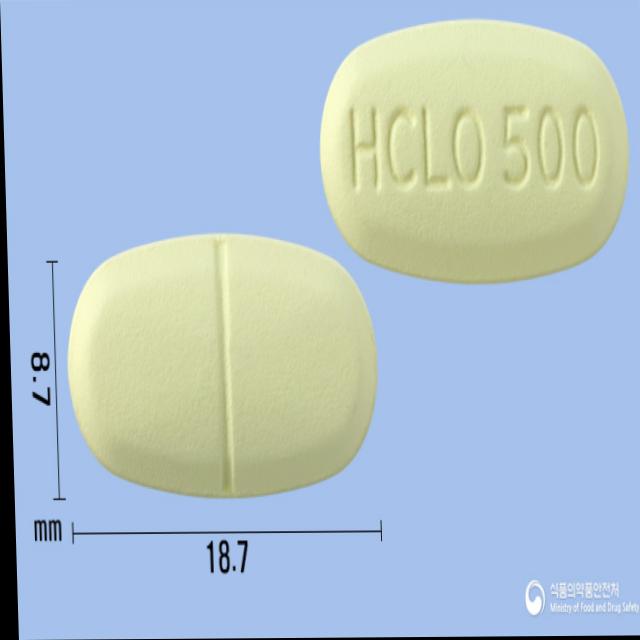 HCLO 500
8.7
mm
18.7
식품의약품안전처
Ministry of Food and Drug Safety